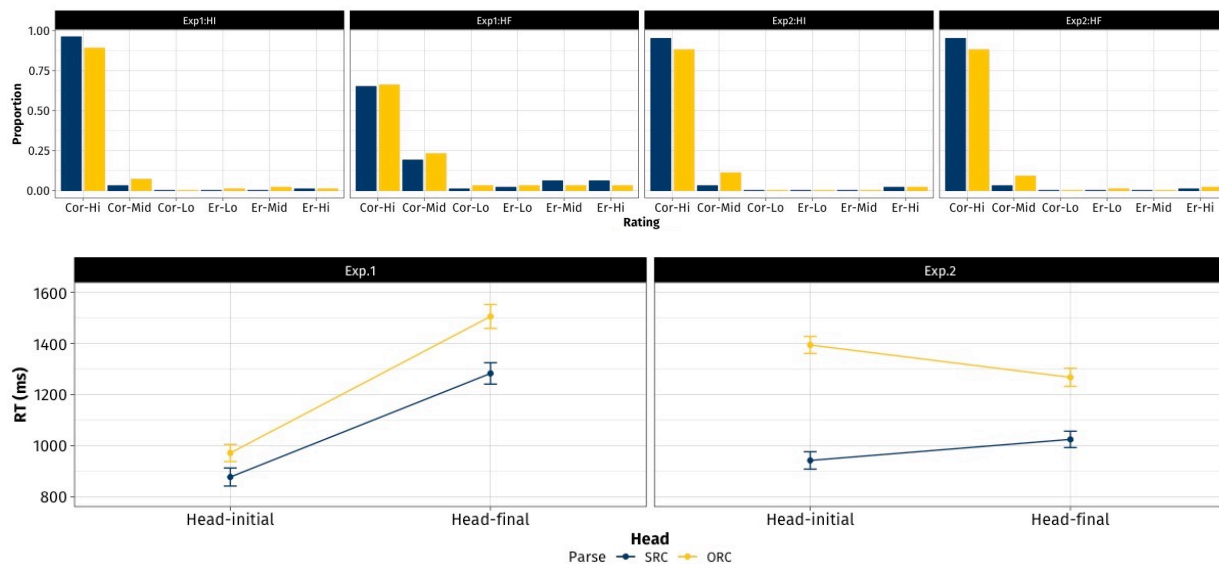 Exp1:HI Exp1:HF Exp2:HI Exp2:HF
Proportion
1.00
0.75
0.50
0.25
0.00
Cor-Hi Cor-Mid Cor-Lo Er-Lo Er-Mid Er-Hi Cor-Hi Cor-Mid Cor-Lo Er-Lo Er-Mid Er-Hi Cor-Hi Cor-Mid Cor-Lo Er-Lo Er-Mid Er-Hi Cor-Hi Cor-Mid Cor-Lo Er-Lo Er-Mid Er-Hi
Rating
Exp.1 Exp.2
RT (ms)
1600
1400
1200
1000
800
Head-initial Head-final Head-initial Head-final
Head
Parse SRC ORC